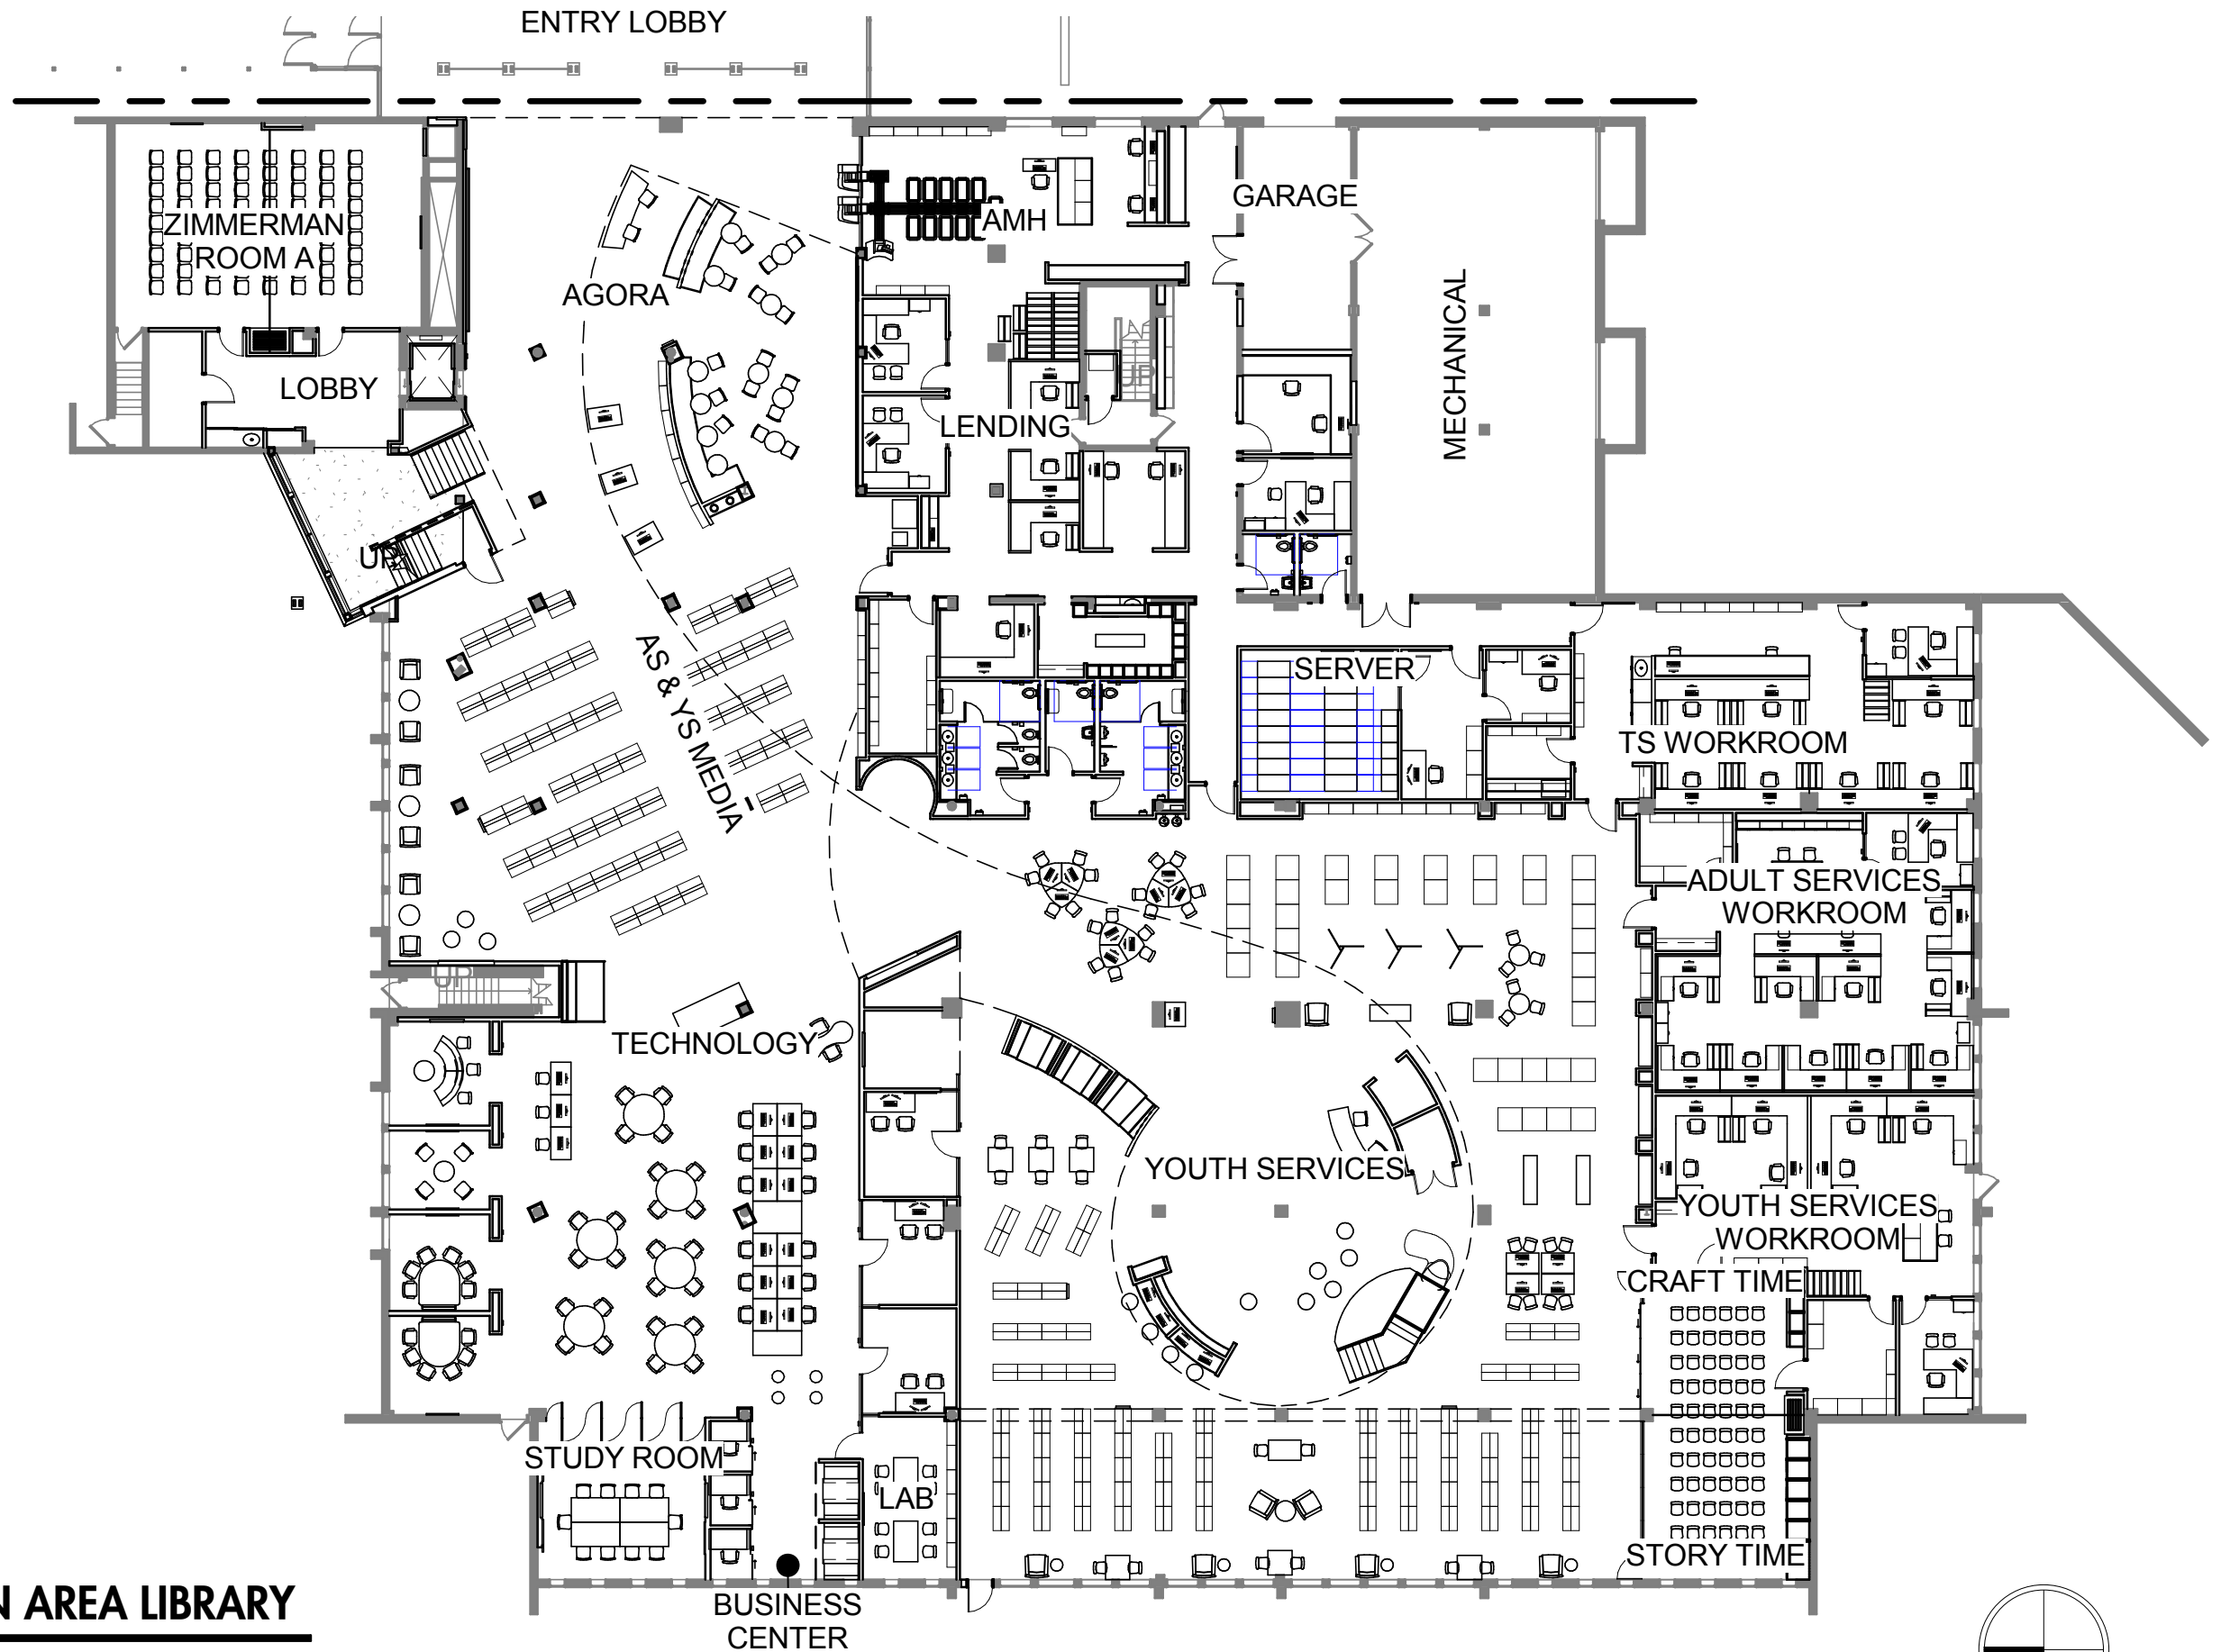 ENTRY LOBBY
ZIMMERMAN
ROOM A
AMH
GARAGE
AGORA
MECHANICAL
LOBBY
UP
LENDING
UP
AS & YS MEDIA
SERVER
TS WORKROOM
ADULT SERVICES
WORKROOM
UP
TECHNOLOGY
YOUTH SERVICES
YOUTH SERVICES
WORKROOM
CRAFT TIME
STUDY ROOM
LAB
STORY TIME
N AREA LIBRARY
BUSINESS
CENTER